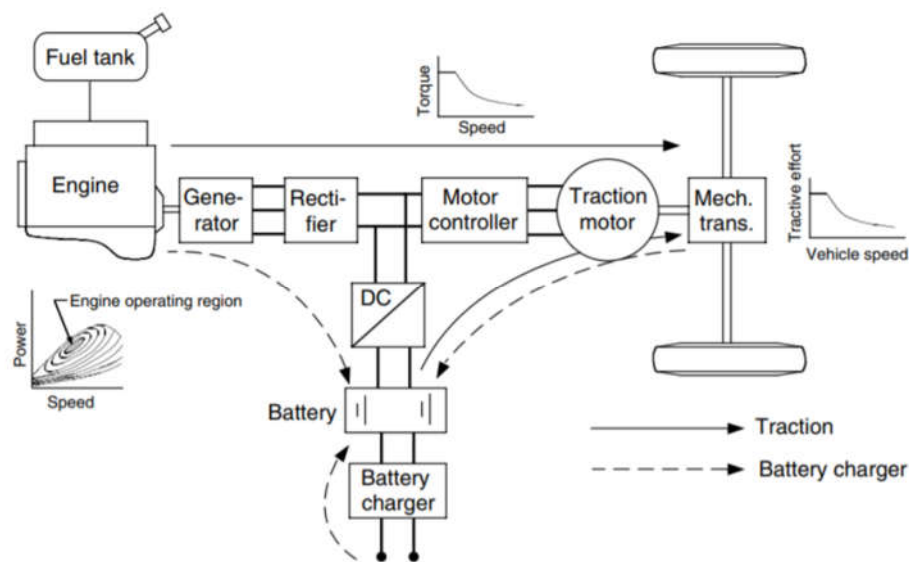 Fuel tank
Engine
Torque
Speed
Gene-
rator
Recti-
fier
Motor
controller
Traction
motor
Mech.
trans.
Tractive effort
Vehicle speed
DC
Engine operating region
Power
Speed
Battery
Battery
charger
Traction
Battery charger